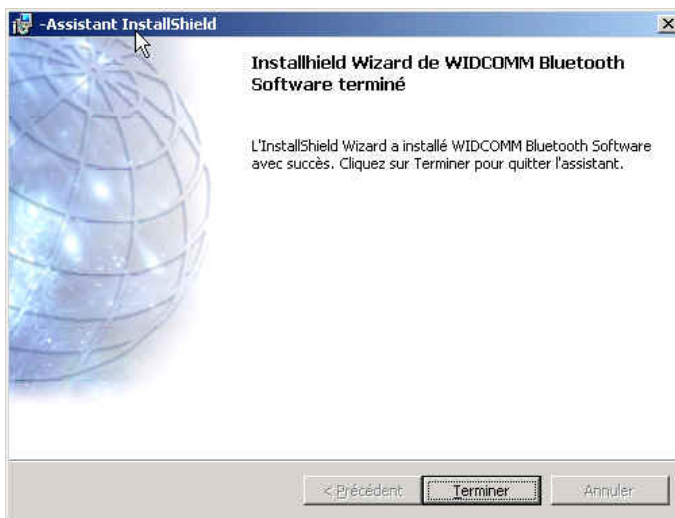 -Assistant InstallShield
Installhield Wizard de WIDCOMM Bluetooth
Software terminé
L'InstallShield Wizard a installé WIDCOMM Bluetooth Software
avec succès. Cliquez sur Terminer pour quitter l'assistant.
< Précédent Terminer Annuler